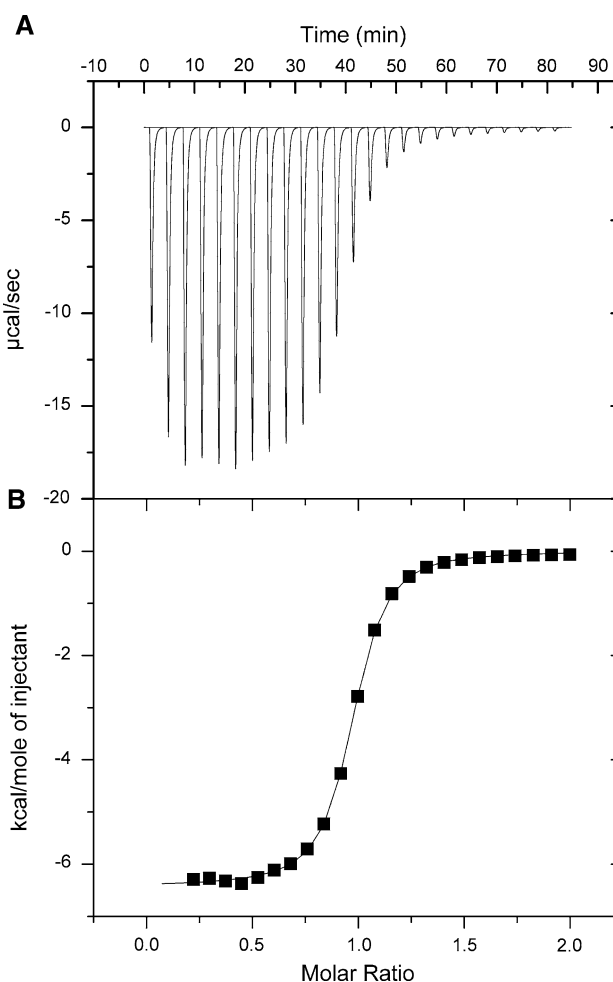 A
Time (min)
-10 0 10 20 30 40 50 60 70 80 90
0
-5
-10
-15
-20
µcal/sec
B
0
-2
-4
-6
kcal/mole of injectant
0.0 0.5 1.0 1.5 2.0
Molar Ratio